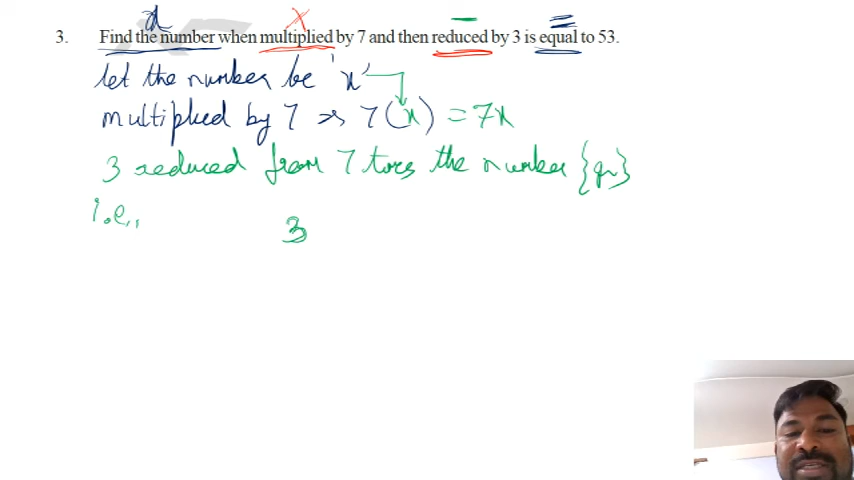 x × − =
3. Find the number when multiplied by 7 and then reduced by 3 is equal to 53.
let the number be 'x'
multiplied by 7 ⇒ 7(x) = 7x
3 reduced from 7 times the number
i.e., 3